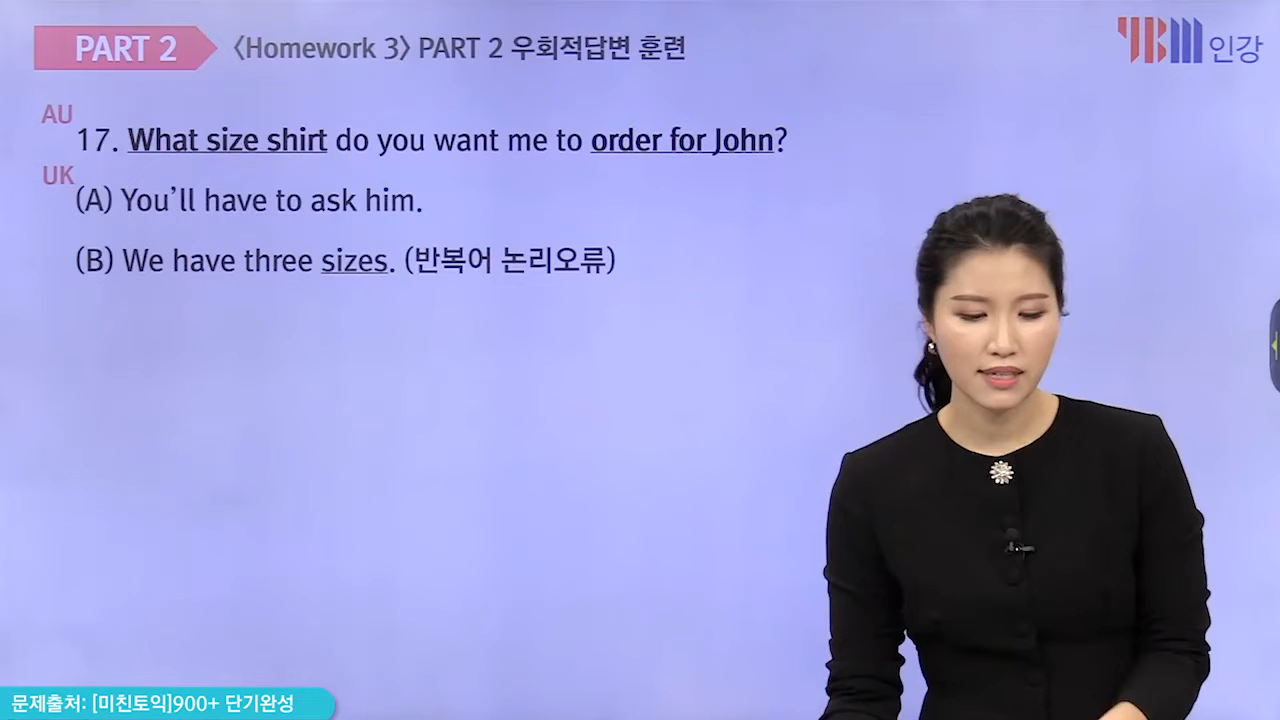 PART 2
〈Homework 3〉 PART 2 우회적답변 훈련
YBM 인강
AU
17. What size shirt do you want me to order for John?
UK
(A) You’ll have to ask him.
(B) We have three sizes. (반복어 논리오류)
문제출처: [미친토익]900+ 단기완성